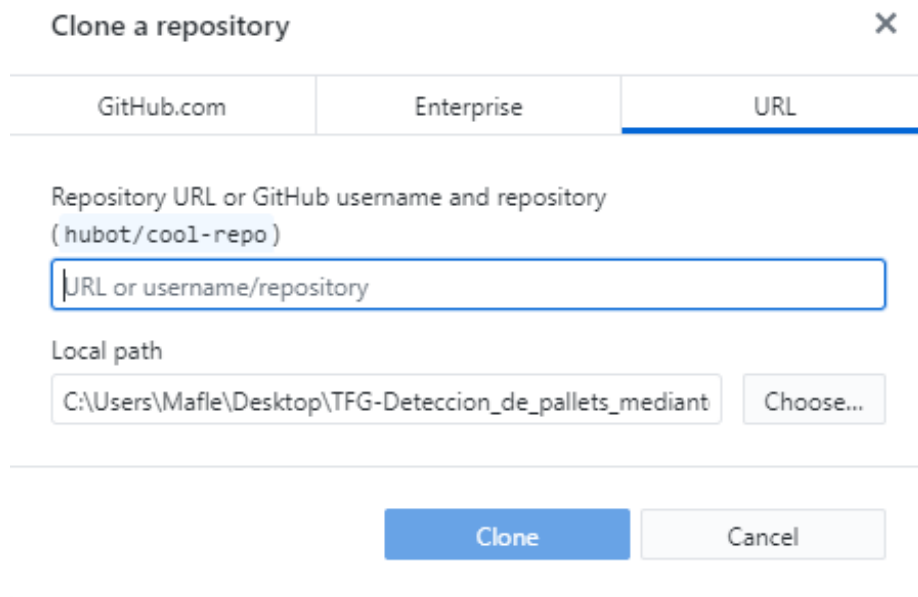 Clone a repository
GitHub.com Enterprise URL
Repository URL or GitHub username and repository
(hubot/cool-repo)
URL or username/repository
Local path
C:\Users\Mafle\Desktop\TFG-Deteccion_de_pallets_mediant
Choose...
Clone Cancel